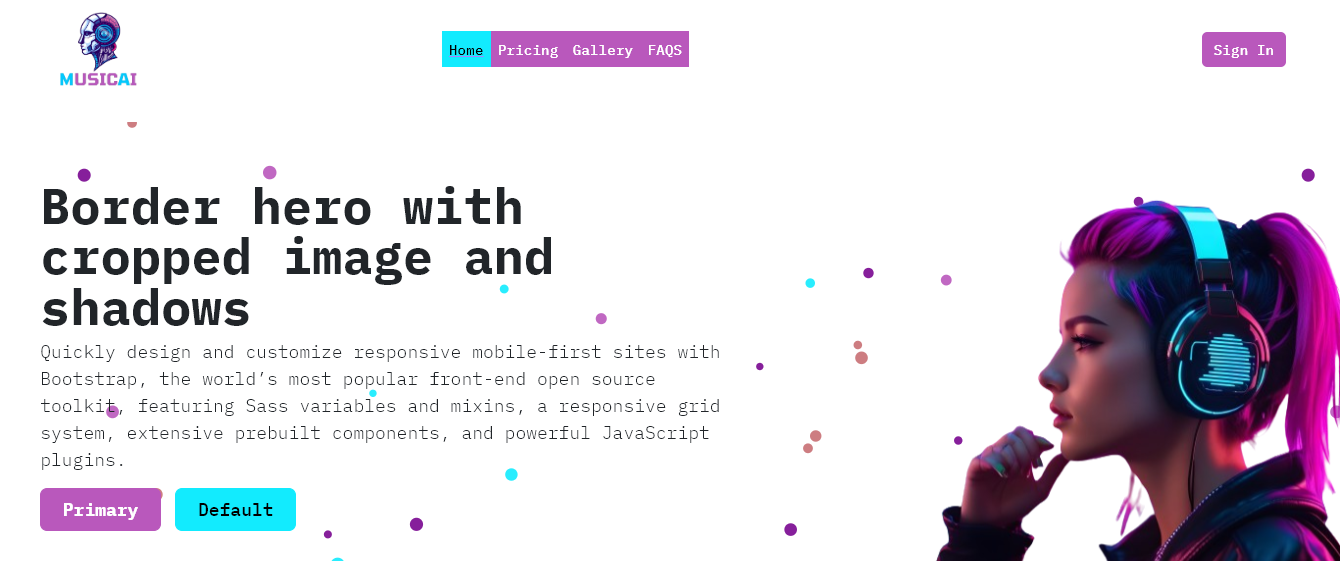 MUSICAI
Home Pricing Gallery FAQS
Sign In
Border hero with
cropped image and
shadows
Quickly design and customize responsive mobile-first sites with
Bootstrap, the world’s most popular front-end open source
toolkit, featuring Sass variables and mixins, a responsive grid
system, extensive prebuilt components, and powerful JavaScript
plugins.
Primary Default